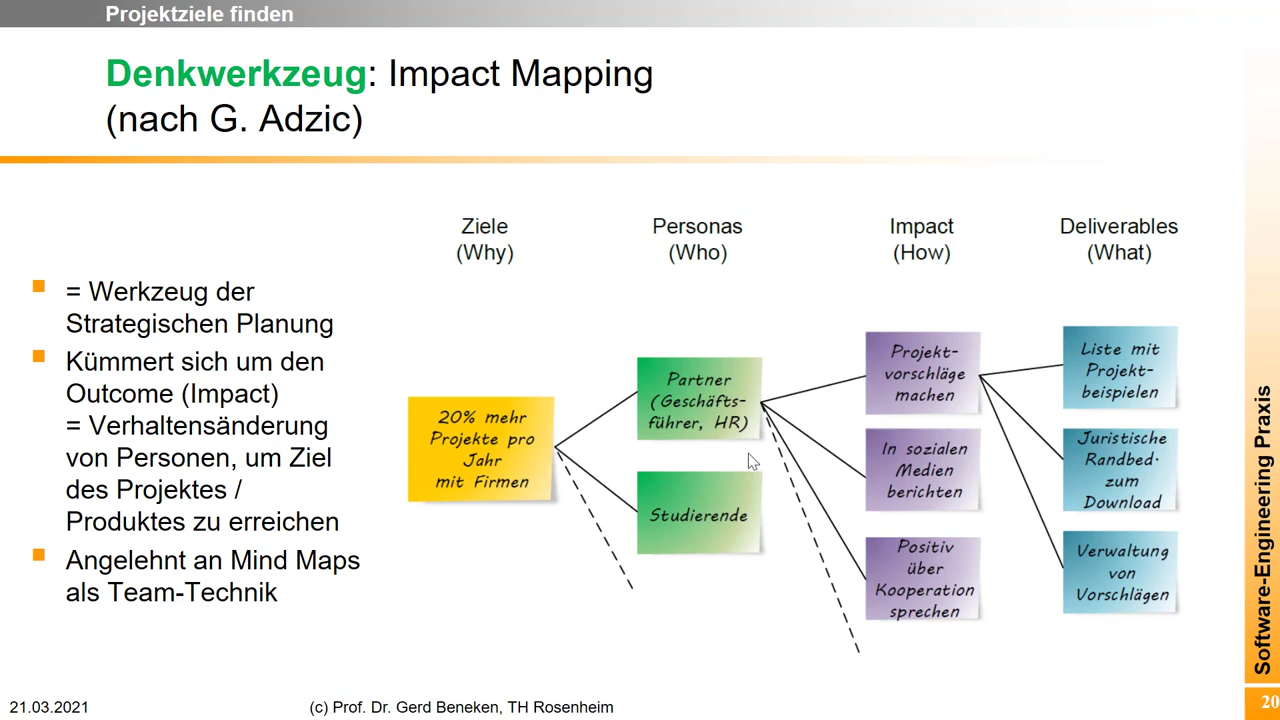 Projektziele finden
Denkwerkzeug: Impact Mapping
(nach G. Adzic)
= Werkzeug der
Strategischen Planung
Kümmert sich um den
Outcome (Impact)
= Verhaltensänderung
von Personen, um Ziel
des Projektes /
Produktes zu erreichen
Angelehnt an Mind Maps
als Team-Technik
Ziele
(Why)
Personas
(Who)
Impact
(How)
Deliverables
(What)
20% mehr
Projekte pro
Jahr
mit Firmen
Partner
(Geschäfts-
führer, HR)
Studierende
Projekt-
vorschläge
machen
In sozialen
Medien
berichten
Positiv
über
Kooperation
sprechen
Liste mit
Projekt-
beispielen
Juristische
Randbed.
zum
Download
Verwaltung
von
Vorschlägen
Software-Engineering Praxis
21.03.2021
(c) Prof. Dr. Gerd Beneken, TH Rosenheim
20